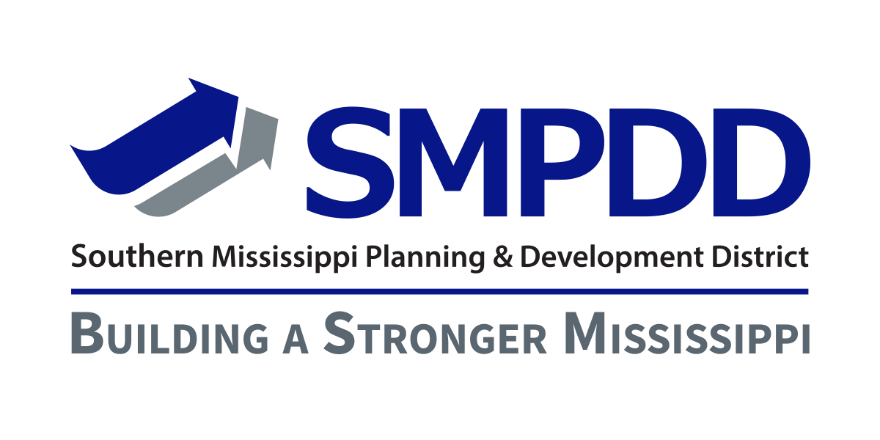 SMPDD
Southern Mississippi Planning & Development District
Building a Stronger Mississippi